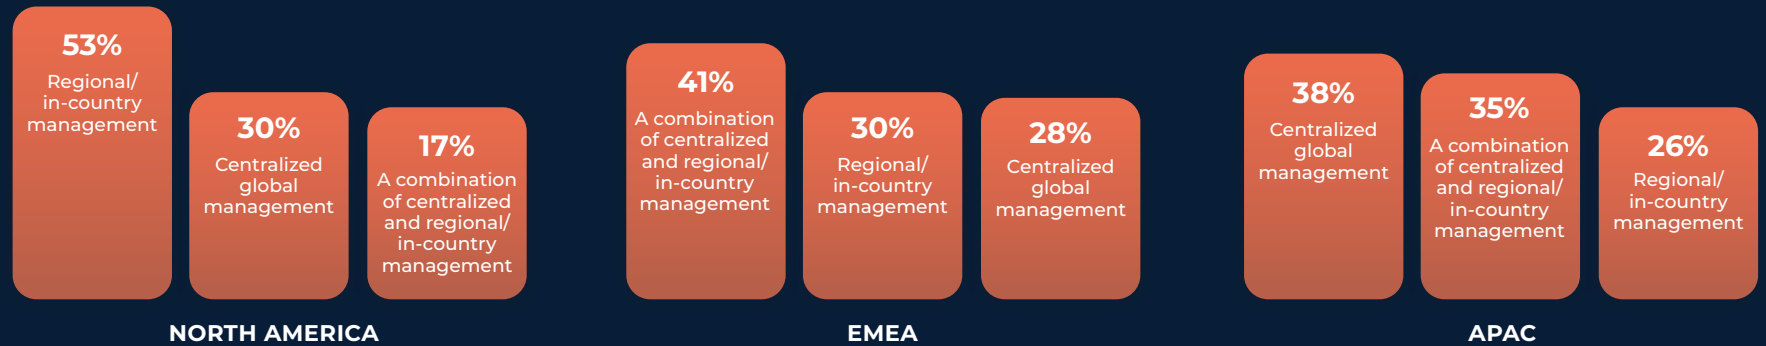 53%
Regional/
in-country
management
30%
Centralized
global
management
17%
A combination
of centralized
and regional/
in-country
management
NORTH AMERICA
41%
A combination
of centralized
and regional/
in-country
management
30%
Regional/
in-country
management
28%
Centralized
global
management
EMEA
38%
Centralized
global
management
35%
A combination
of centralized
and regional/
in-country
management
26%
Regional/
in-country
management
APAC